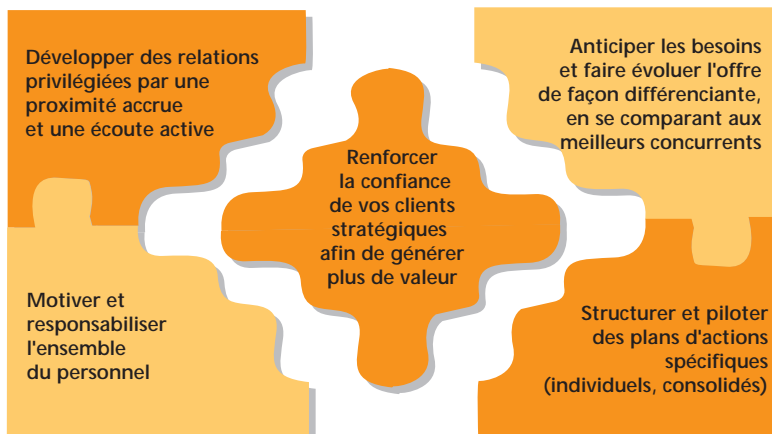 Développer des relations
privilégiées par une
proximité accrue
et une écoute active
Anticiper les besoins
et faire évoluer l'offre
de façon différenciante,
en se comparant aux
meilleurs concurrents
Renforcer
la confiance
de vos clients
stratégiques
afin de générer
plus de valeur
Motiver et
responsabiliser
l'ensemble
du personnel
Structurer et piloter
des plans d'actions
spécifiques
(individuels, consolidés)